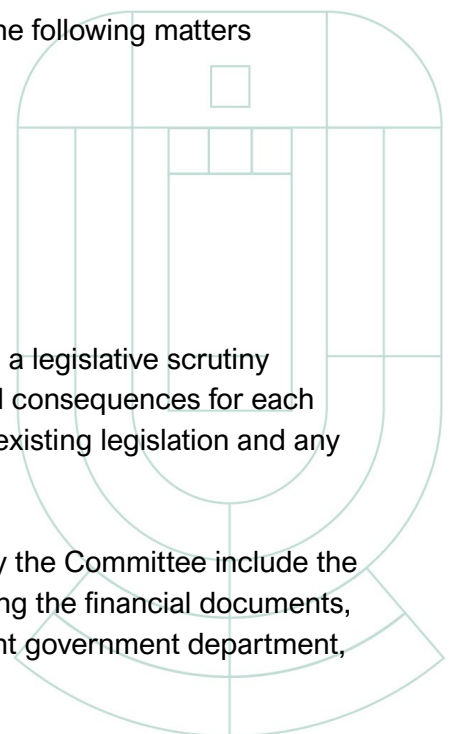 ne following matters
a legislative scrutiny
consequences for each
existing legislation and any
the Committee include the
ng the financial documents,
nt government department,